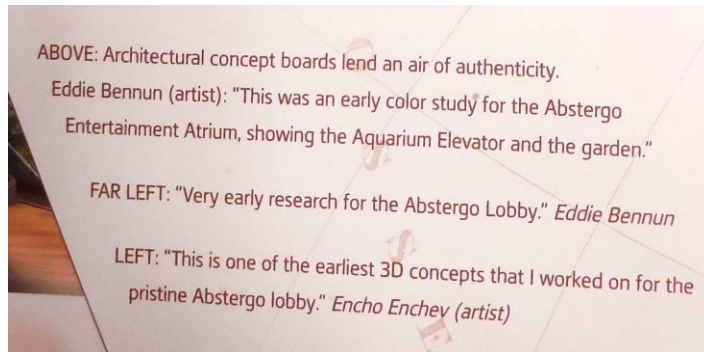 ABOVE: Architectural concept boards lend an air of authenticity.
Eddie Bennun (artist): “This was an early color study for the Abstergo
Entertainment Atrium, showing the Aquarium Elevator and the garden.”
FAR LEFT: “Very early research for the Abstergo Lobby.” Eddie Bennun
LEFT: “This is one of the earliest 3D concepts that I worked on for the
pristine Abstergo lobby.” Encho Enchev (artist)